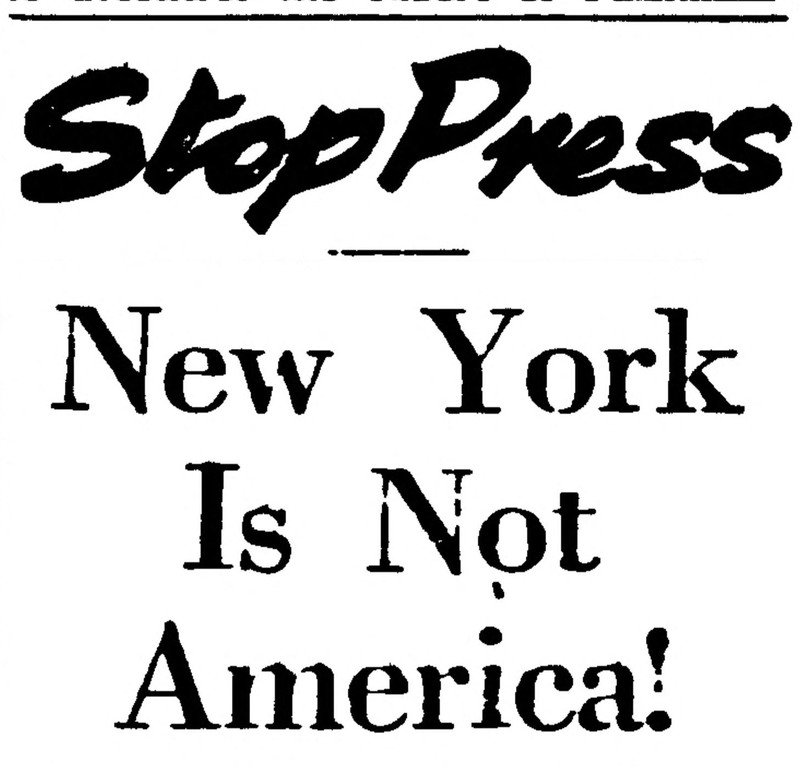 Stop Press
New York
Is Not
America!